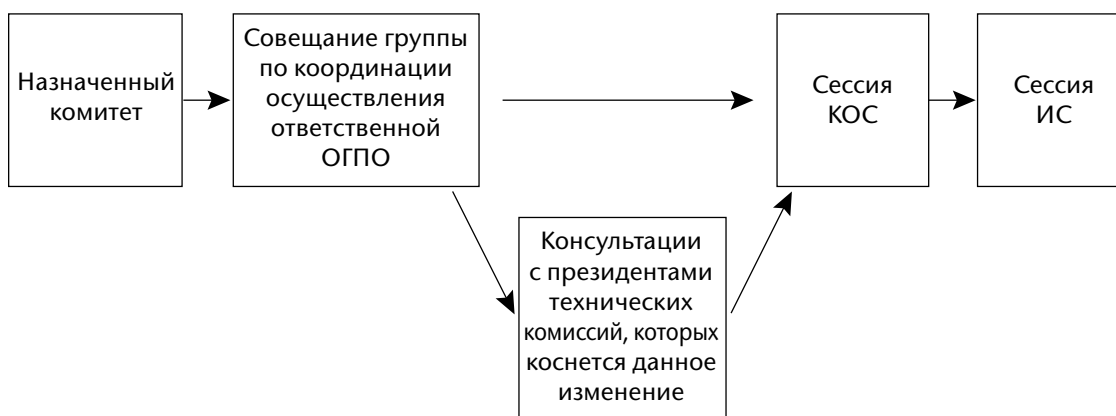 Назначенный
комитет
Совещание группы
по координации
осуществления
ответственной
ОГПО
Сессия
КОС
Сессия
ИС
Консультации
с президентами
технических
комиссий, которых
коснется данное
изменение